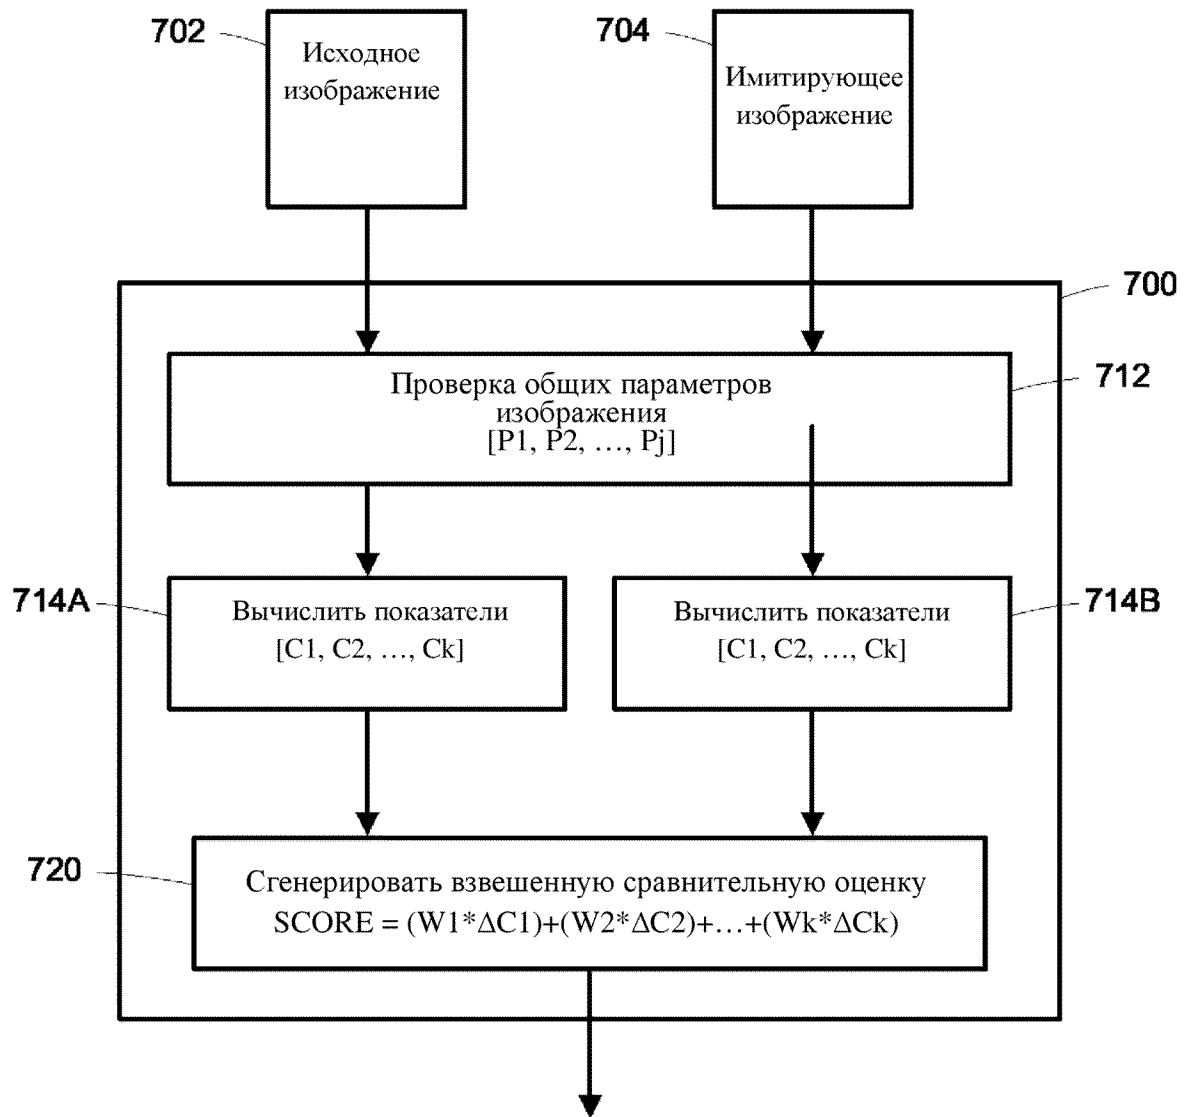 702
Исходное
изображение
704
Имитирующее
изображение
700
712
Проверка общих параметров
изображения
[P1, P2, …, Pj]
714A
Вычислить показатели
[C1, C2, …, Ck]
714B
Вычислить показатели
[C1, C2, …, Ck]
720
Сгенерировать взвешенную сравнительную оценку
SCORE = (W1*ΔC1)+(W2*ΔC2)+…+(Wk*ΔCk)